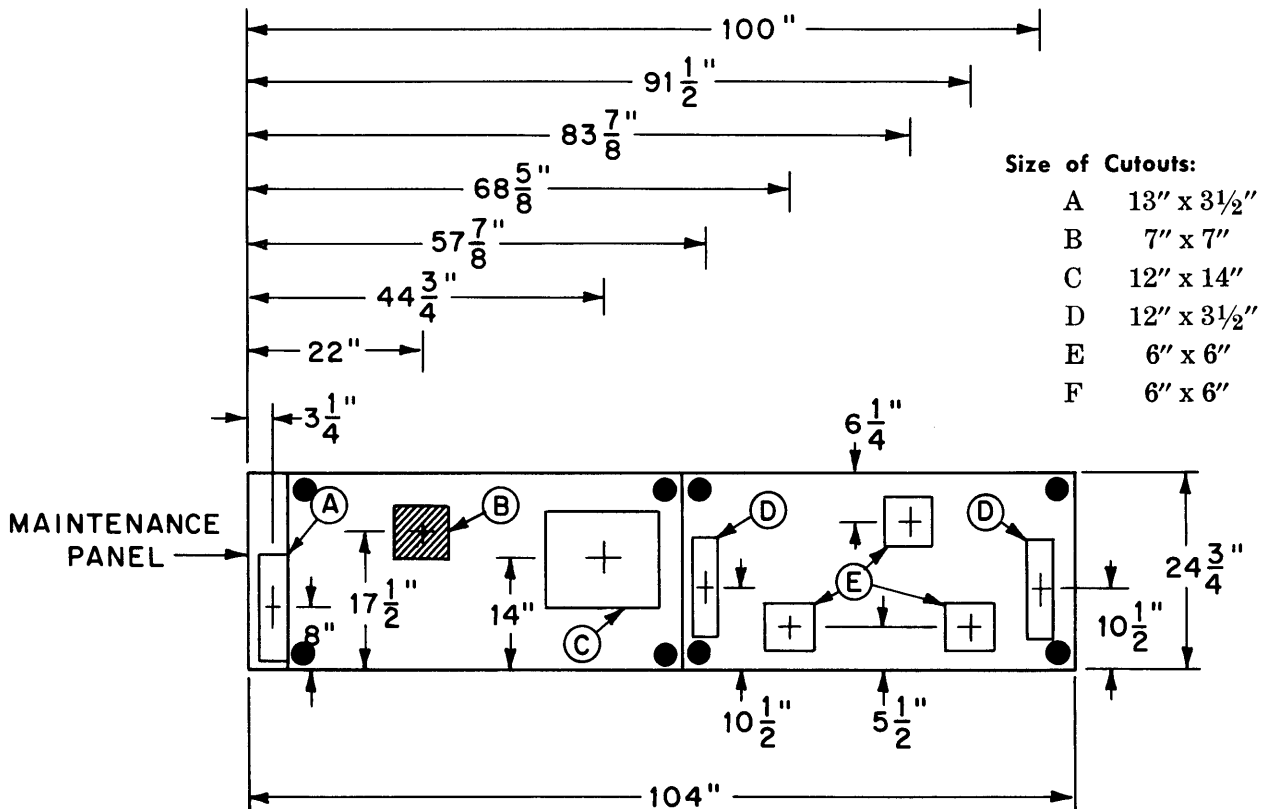 100"
91 1/2"
83 7/8"
68 5/8"
57 7/8"
44 3/4"
22"
3 1/4"
Size of Cutouts:
A 13" x 3½"
B 7" x 7"
C 12" x 14"
D 12" x 3½"
E 6" x 6"
F 6" x 6"
6 1/4"
MAINTENANCE
PANEL
A
B
D
D
17 1/2"
14"
8"
E
C
24 3/4"
10 1/2"
10 1/2"
5 1/2"
104"